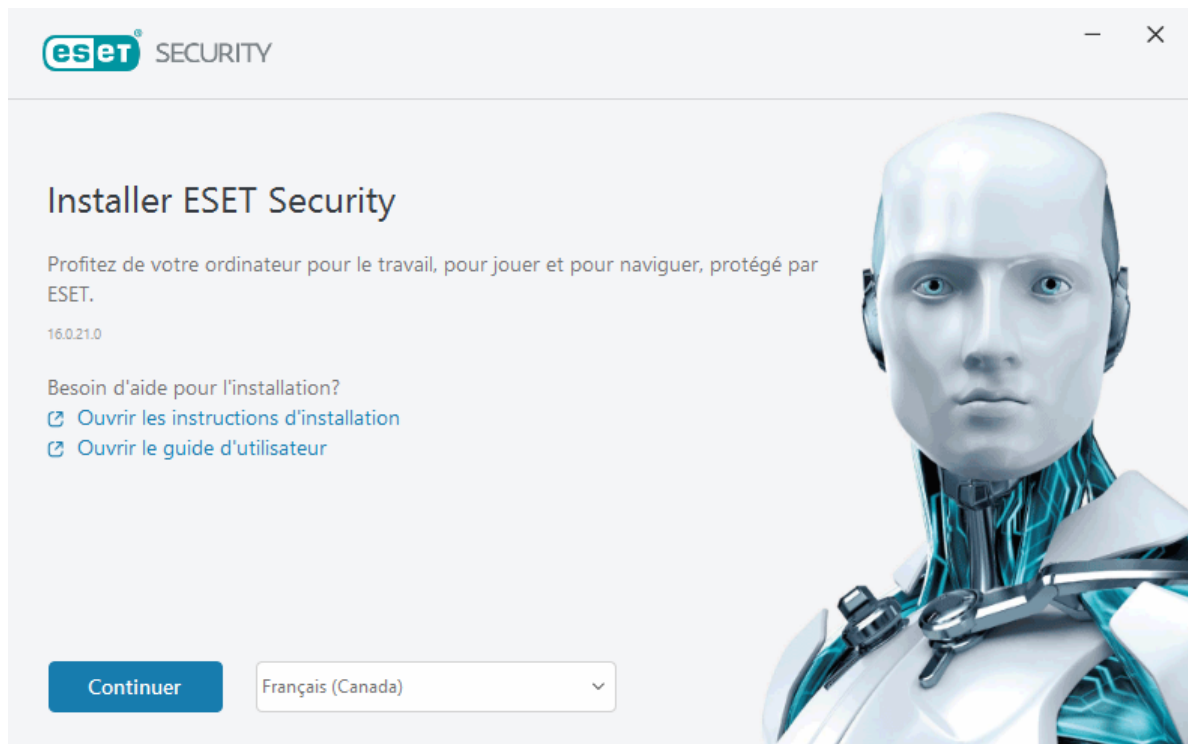 eseT® SECURITY
Installer ESET Security
Profitez de votre ordinateur pour le travail, pour jouer et pour naviguer, protégé par
ESET.
16.0.21.0
Besoin d'aide pour l'installation?
Ouvrir les instructions d'installation
Ouvrir le guide d'utilisateur
Continuer
Français (Canada)